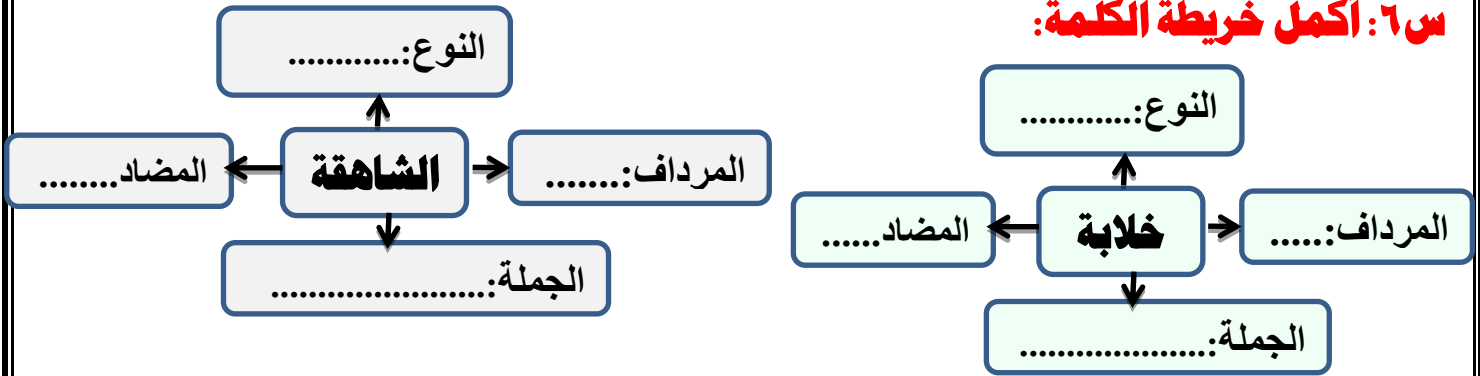 س٦: أكمل خريطة الكلمة:
النوع:............
المرداف:.....
خلابة
المضاد......
الجملة:.....................
النوع:............
المرداف:.......
الشاهقة
المضاد........
الجملة:.......................